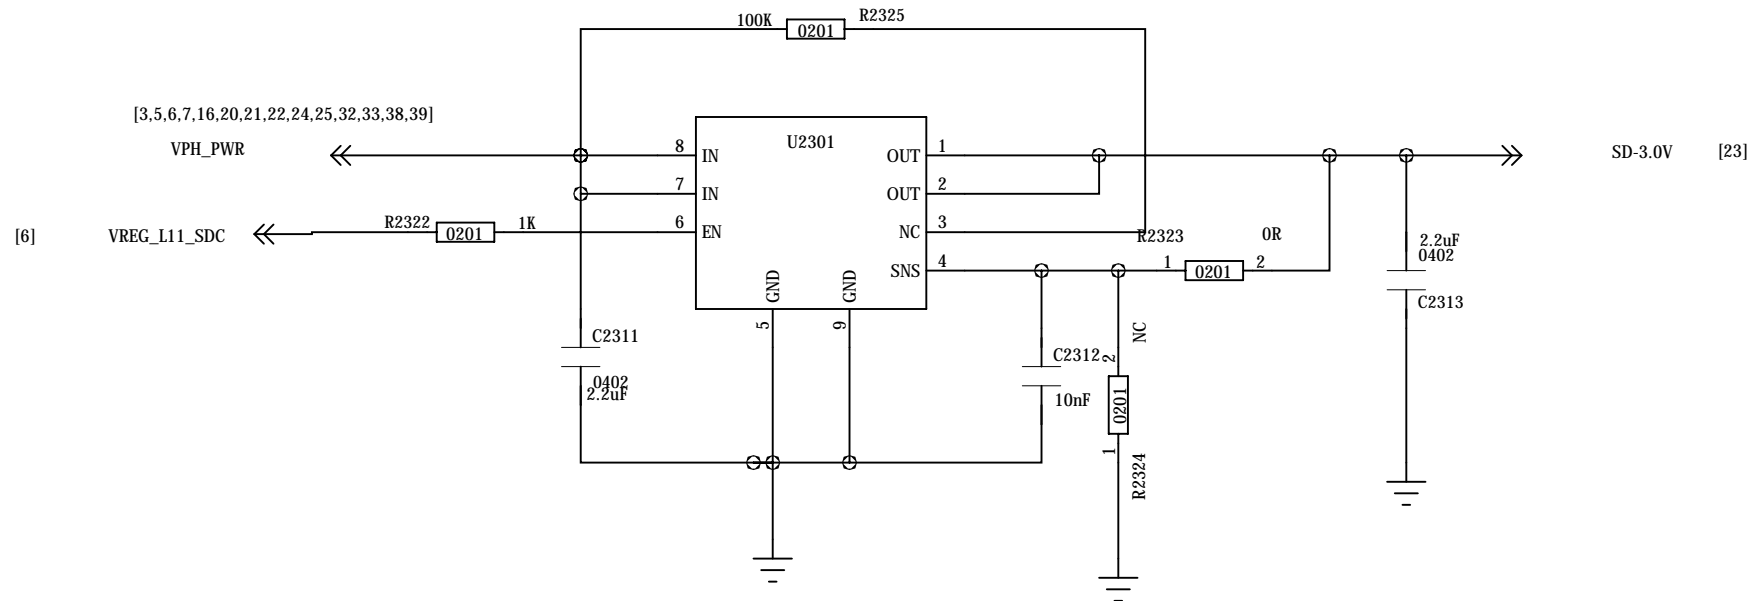 100K
0201
R2325
[3,5,6,7,16,20,21,22,24,25,32,33,38,39]
VPH_PWR
8
IN
U2301
OUT
1
SD-3.0V
[23]
7
IN
OUT
2
[6]
VREG_L11_SDC
R2322
0201
1K
6
EN
NC
3
R2323
0R
SNS
4
1
0201
2
2.2uF
0402
C2313
GND
GND
5
9
C2311
0402
2.2uF
C2312
10nF
NC
2
0201
1
R2324